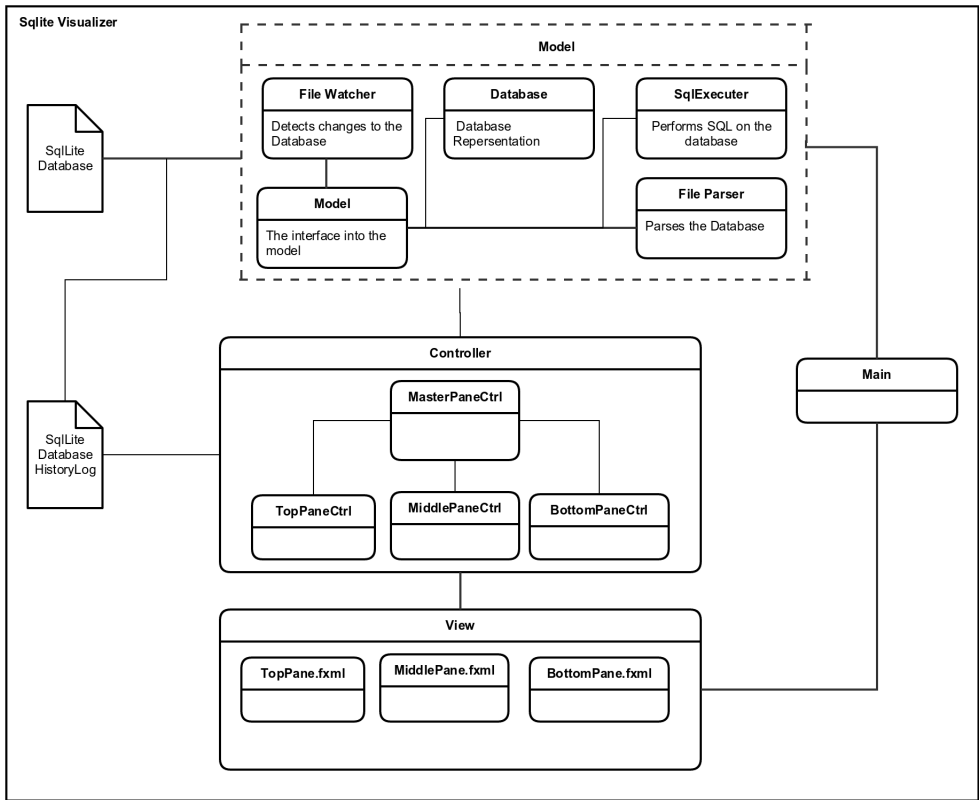 Sqlite Visualizer
Model
File Watcher
Detects changes to the
Database
Database
Database
Repersentation
SqlExecuter
Performs SQL on the
database
SqlLite
Database
Model
The interface into the
model
File Parser
Parses the Database
Controller
MasterPaneCtrl
Main
SqlLite
Database
HistoryLog
TopPaneCtrl
MiddlePaneCtrl
BottomPaneCtrl
View
TopPane.fxml
MiddlePane.fxml
BottomPane.fxml